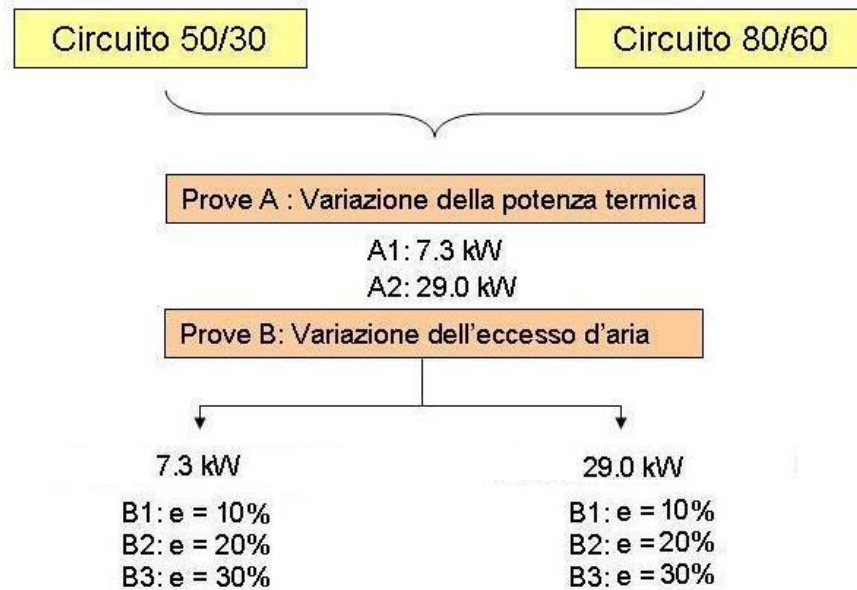 Circuito 50/30
Circuito 80/60
Prove A : Variazione della potenza termica
A1: 7.3 kW
A2: 29.0 kW
Prove B: Variazione dell'eccesso d'aria
7.3 kW
29.0 kW
B1: e = 10%
B2: e = 20%
B3: e = 30%
B1: e = 10%
B2: e = 20%
B3: e = 30%